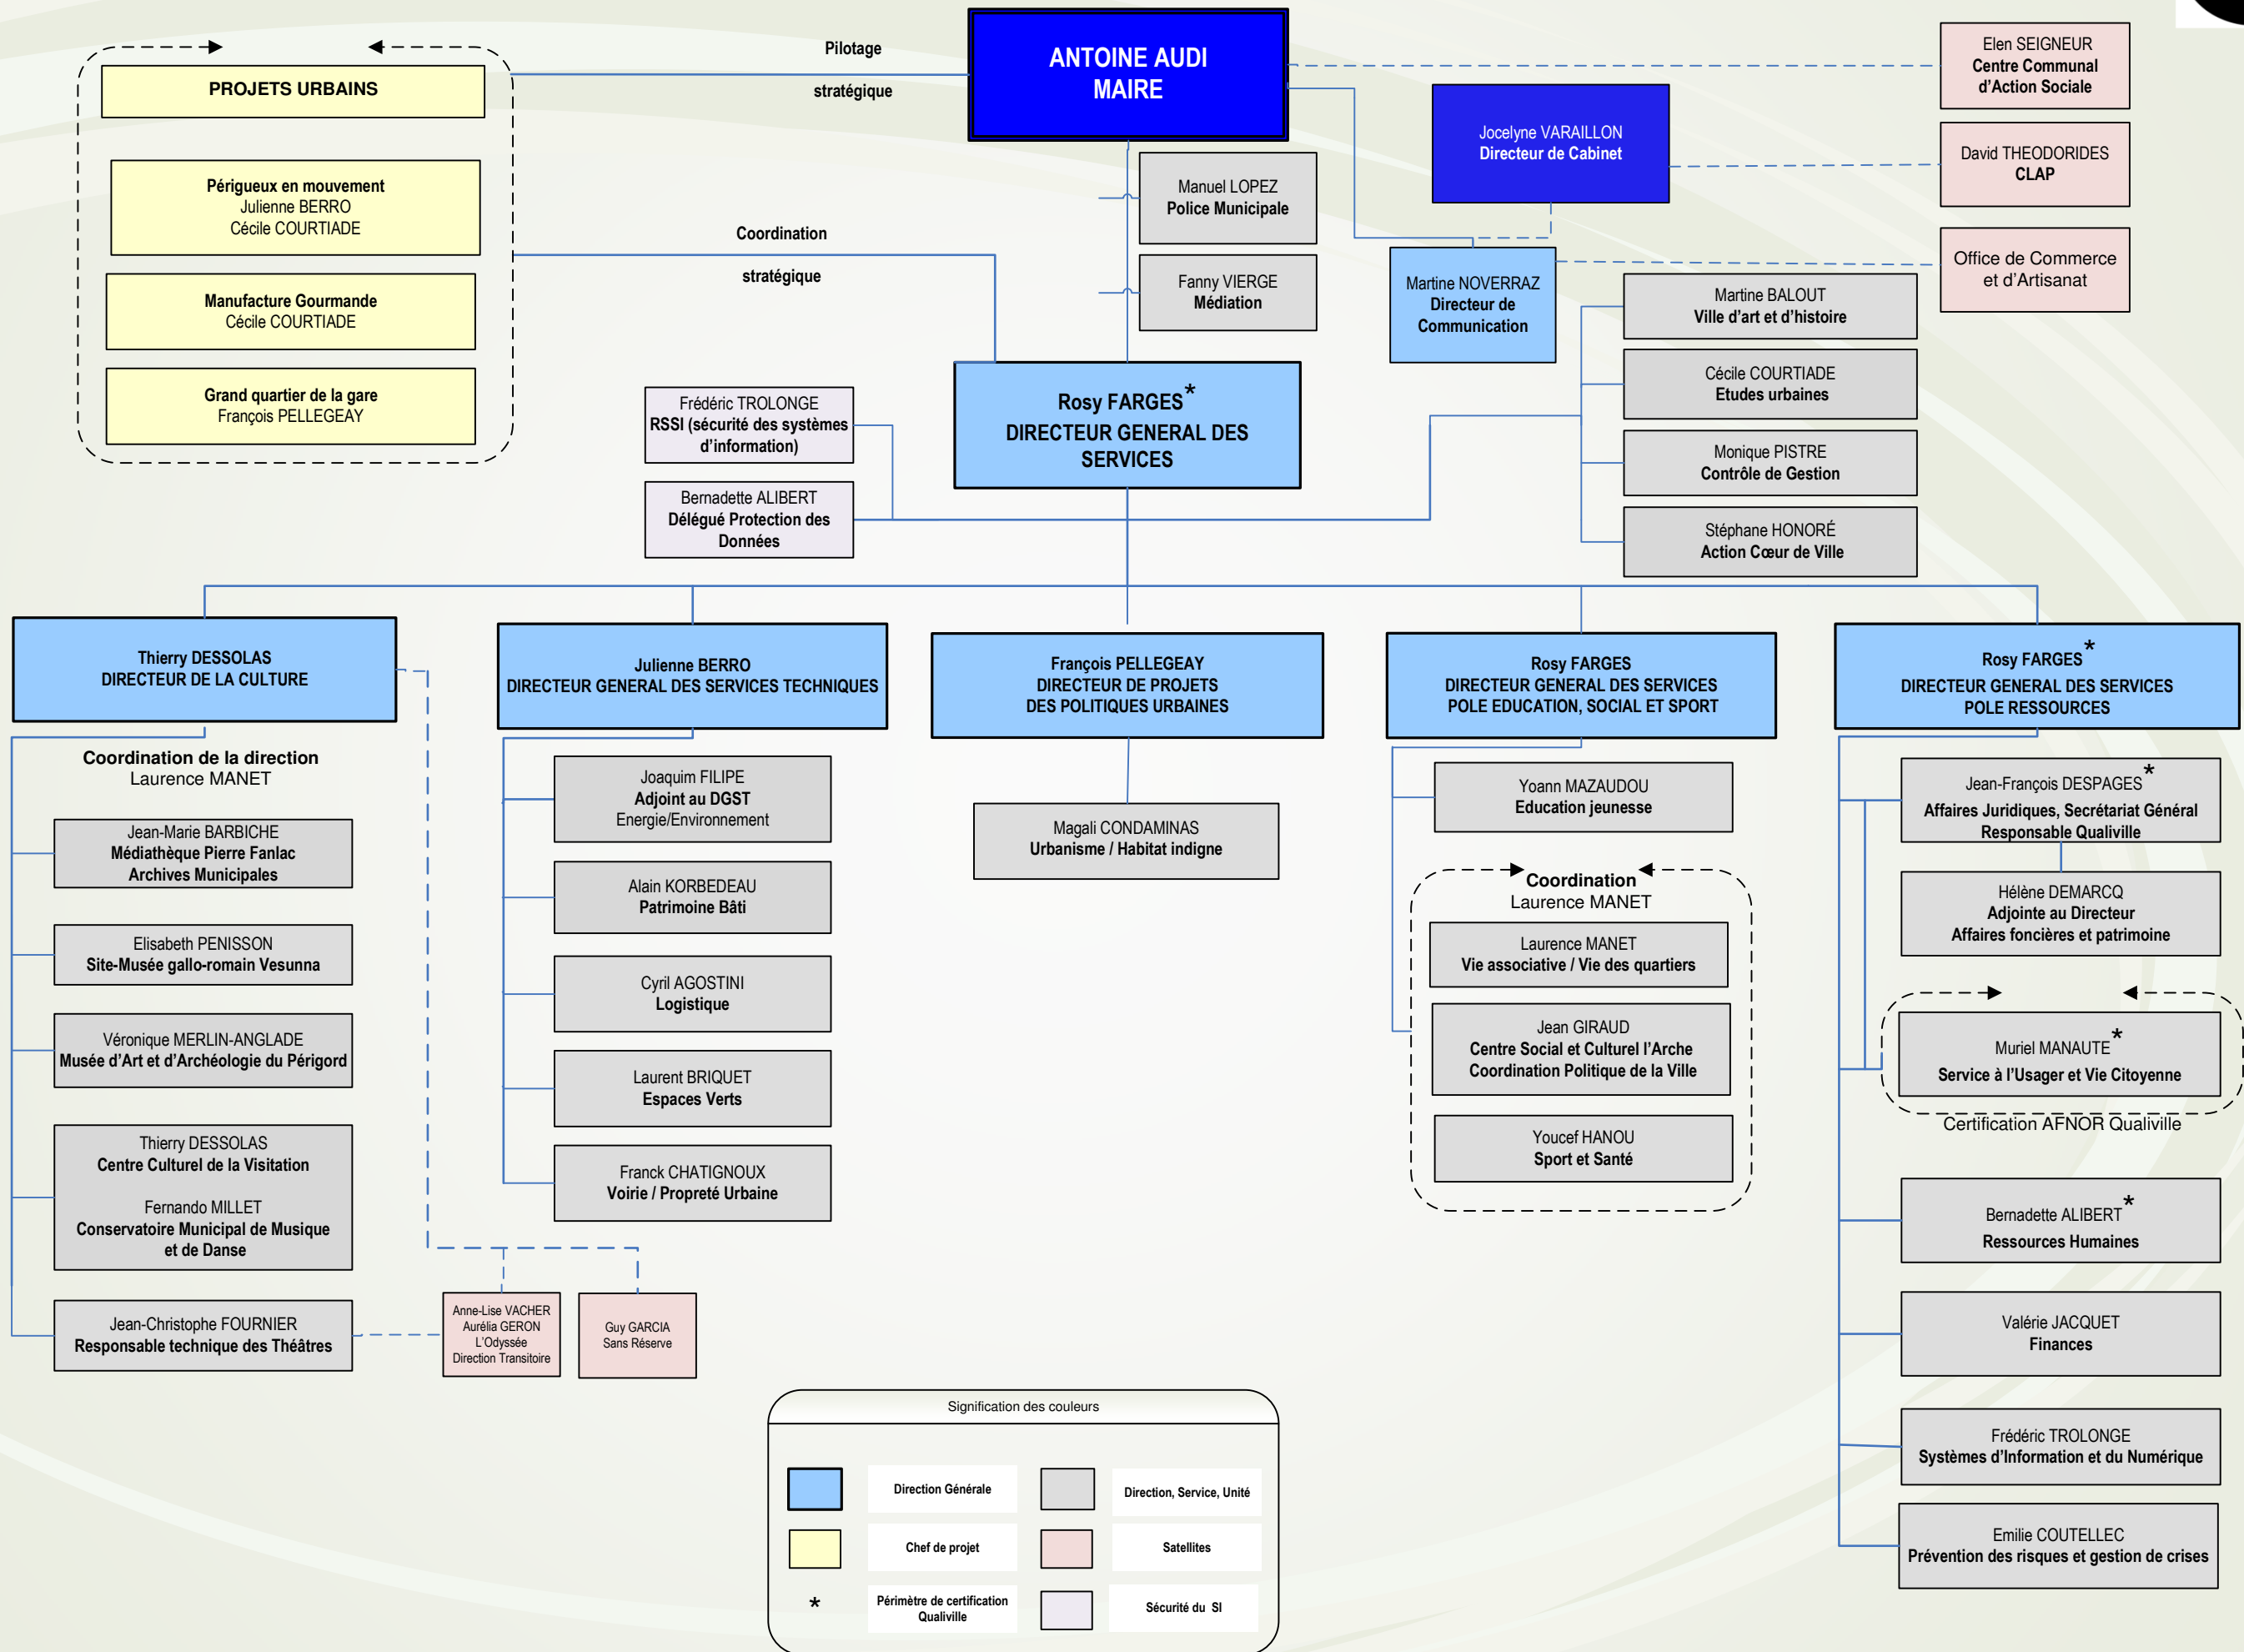 ANTOINE AUDI
MAIRE
Pilotage
stratégique
PROJETS URBAINS
Périgueux en mouvement
Julienne BERRO
Cécile COURTIADE
Manufacture Gourmande
Cécile COURTIADE
Grand quartier de la gare
François PELLEGEAY
Coordination
stratégique
Manuel LOPEZ
Police Municipale
Fanny VIERGE
Médiation
Jocelyne VARAILLON
Directeur de Cabinet
Martine NOVERRAZ
Directeur de
Communication
Elen SEIGNEUR
Centre Communal
d'Action Sociale
David THEODORIDES
CLAP
Office de Commerce
et d'Artisanat
Martine BALOUT
Ville d'art et d'histoire
Cécile COURTIADE
Etudes urbaines
Monique PISTRE
Contrôle de Gestion
Stéphane HONORÉ
Action Cœur de Ville
Rosy FARGES*
DIRECTEUR GENERAL DES
SERVICES
Frédéric TROLONGE
RSSI (sécurité des systèmes
d'information)
Bernadette ALIBERT
Délégué Protection des
Données
Thierry DESSOLAS
DIRECTEUR DE LA CULTURE
Coordination de la direction
Laurence MANET
Jean-Marie BARBICHE
Médiathèque Pierre Fanlac
Archives Municipales
Elisabeth PENISSON
Site-Musée gallo-romain Vesunna
Véronique MERLIN-ANGLADE
Musée d'Art et d'Archéologie du Périgord
Thierry DESSOLAS
Centre Culturel de la Visitation
Fernando MILLET
Conservatoire Municipal de Musique
et de Danse
Jean-Christophe FOURNIER
Responsable technique des Théâtres
Anne-Lise VACHER
Aurélia GERON
L'Odyssée
Direction Transitoire
Guy GARCIA
Sans Réserve
Julienne BERRO
DIRECTEUR GENERAL DES SERVICES TECHNIQUES
Joaquim FILIPE
Adjoint au DGST
Energie/Environnement
Alain KORBEDEAU
Patrimoine Bâti
Cyril AGOSTINI
Logistique
Laurent BRIQUET
Espaces Verts
Franck CHATIGNOUX
Voirie / Propreté Urbaine
François PELLEGEAY
DIRECTEUR DE PROJETS
DES POLITIQUES URBAINES
Magali CONDAMINAS
Urbanisme / Habitat indigne
Rosy FARGES
DIRECTEUR GENERAL DES SERVICES
POLE EDUCATION, SOCIAL ET SPORT
Yoann MAZAUDOU
Education jeunesse
Coordination
Laurence MANET
Laurence MANET
Vie associative / Vie des quartiers
Jean GIRAUD
Centre Social et Culturel l'Arche
Coordination Politique de la Ville
Youcef HANOU
Sport et Santé
Rosy FARGES*
DIRECTEUR GENERAL DES SERVICES
POLE RESSOURCES
Jean-François DESPAGES*
Affaires Juridiques, Secrétariat Général
Responsable Qualiville
Hélène DEMARCQ
Adjointe au Directeur
Affaires foncières et patrimoine
Muriel MANAUTE*
Service à l'Usager et Vie Citoyenne
Certification AFNOR Qualiville
Bernadette ALIBERT*
Ressources Humaines
Valérie JACQUET
Finances
Frédéric TROLONGE
Systèmes d'Information et du Numérique
Emilie COUTELLEC
Prévention des risques et gestion de crises
Signification des couleurs
Direction Générale
Direction, Service, Unité
Chef de projet
Satellites
* Périmètre de certification
Qualiville
Sécurité du SI